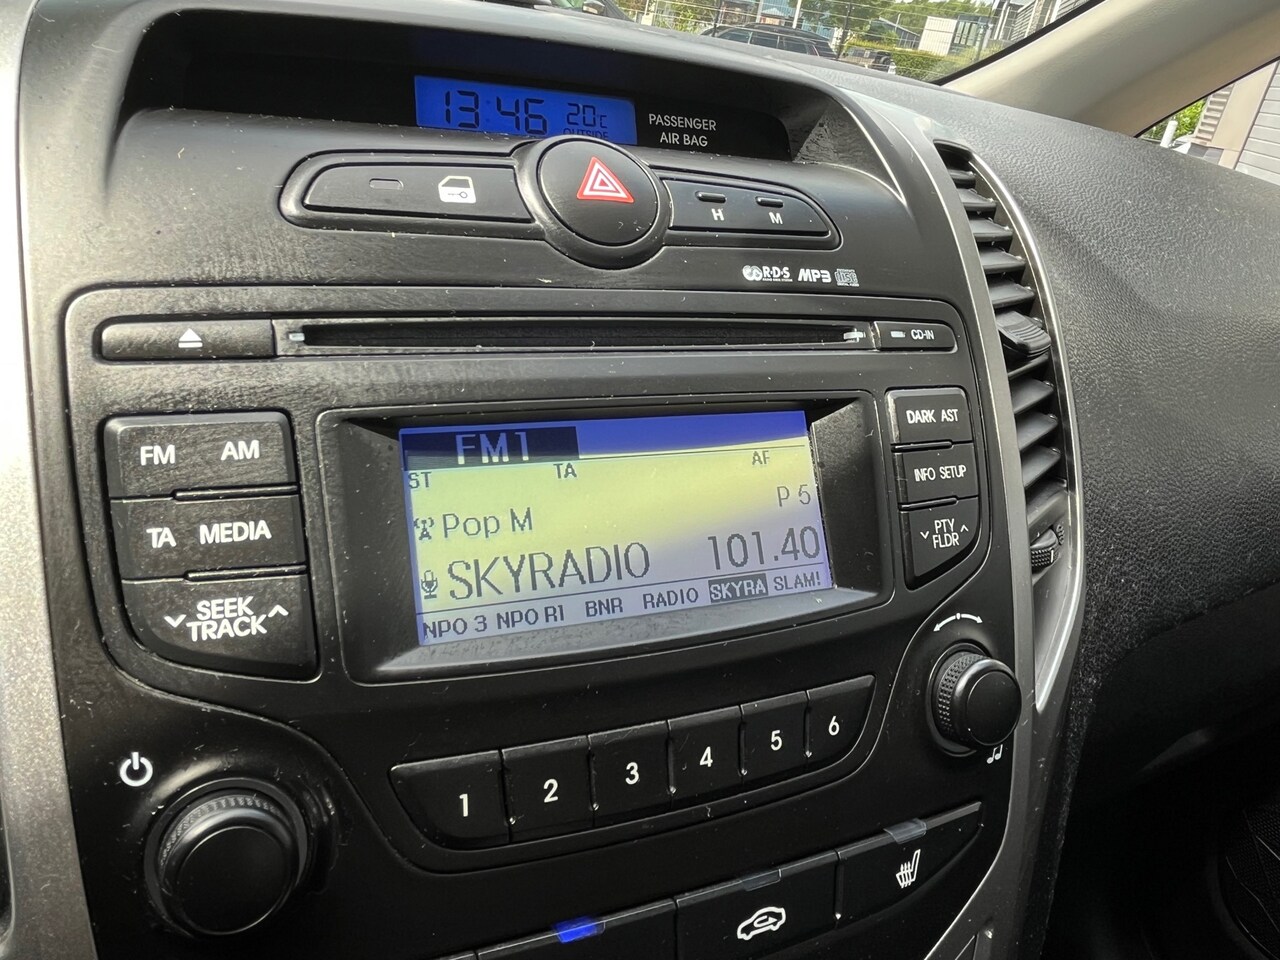 13:46 20°C
OUTSIDE
PASSENGER
AIR BAG
H M
R·D·S MP3
CD-IN
FM AM
TA MEDIA
SEEK
TRACK
FM1
ST TA AF
Pop M P 5
SKYRADIO 101.40
NPO 3 NPO R1 BNR RADIO SKYRA SLAM!
DARK AST
INFO SETUP
PTY
FLDR
1 2 3 4 5 6